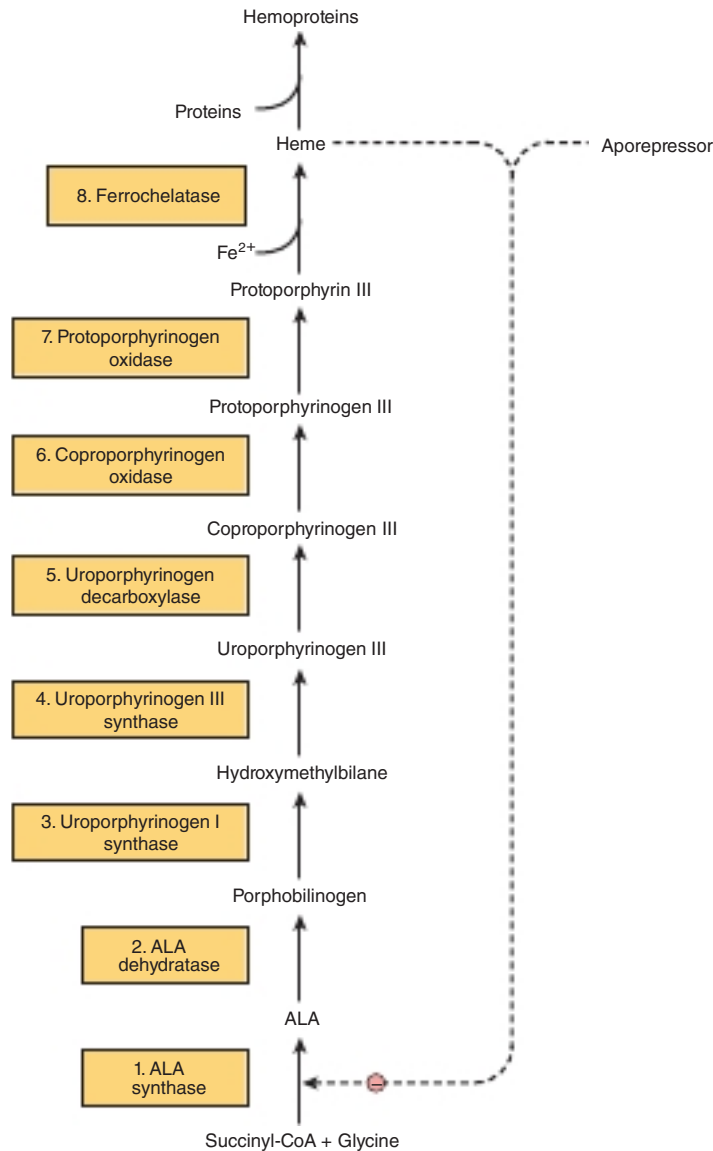 Hemoproteins
Proteins
Heme
Aporepressor
8. Ferrochelatase
Fe2+
Protoporphyrin III
7. Protoporphyrinogen
oxidase
Protoporphyrinogen III
6. Coproporphyrinogen
oxidase
Coproporphyrinogen III
5. Uroporphyrinogen
decarboxylase
Uroporphyrinogen III
4. Uroporphyrinogen III
synthase
Hydroxymethylbilane
3. Uroporphyrinogen I
synthase
Porphobilinogen
2. ALA
dehydratase
ALA
1. ALA
synthase
−
Succinyl-CoA + Glycine